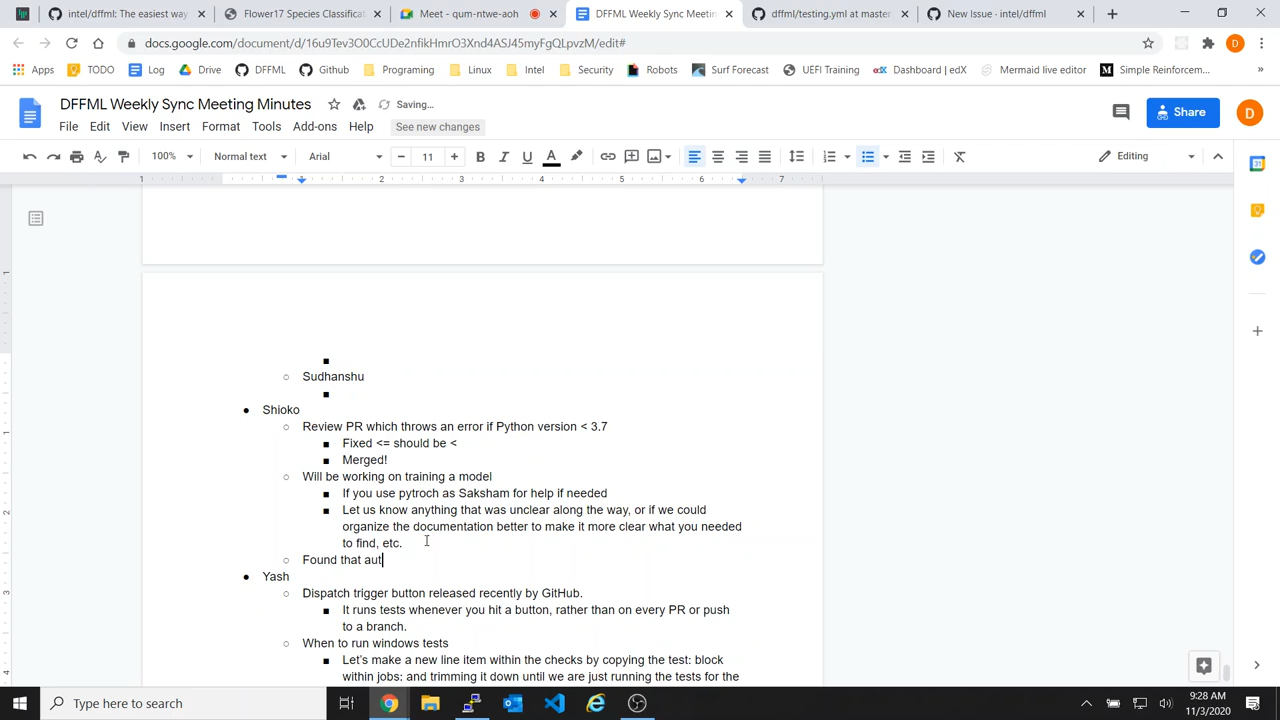 intel/dffml: The easiest way
Flower17 Species Classificat
Meet - qum-ntwe-aoh
DFFML Weekly Sync Meetin
dffml/testing.yml at master
New Issue · intel/dffml
docs.google.com/document/d/16u9Tev3O0CcUDe2nfikHmrO3Xnd4ASJ45myFgQLpvzM/edit#
Apps TODO Log Drive DFFML Github Programing Linux Intel Security Robots Surf Forecast UEFI Training Dashboard | edX Mermaid live editor Simple Reinforcem... »
DFFML Weekly Sync Meeting Minutes Saving...
File Edit View Insert Format Tools Add-ons Help See new changes
Share
D
100% Normal text Arial 11 Editing
1 1 2 3 4 5 6 7
Sudhanshu
Shioko
Review PR which throws an error if Python version < 3.7
Fixed <= should be <
Merged!
Will be working on training a model
If you use pytroch as Saksham for help if needed
Let us know anything that was unclear along the way, or if we could
organize the documentation better to make it more clear what you needed
to find, etc.
Found that aut
Yash
Dispatch trigger button released recently by GitHub.
It runs tests whenever you hit a button, rather than on every PR or push
to a branch.
When to run windows tests
Let's make a new line item within the checks by copying the test: block
within jobs: and trimming it down until we are just running the tests for the
Type here to search
9:28 AM
11/3/2020